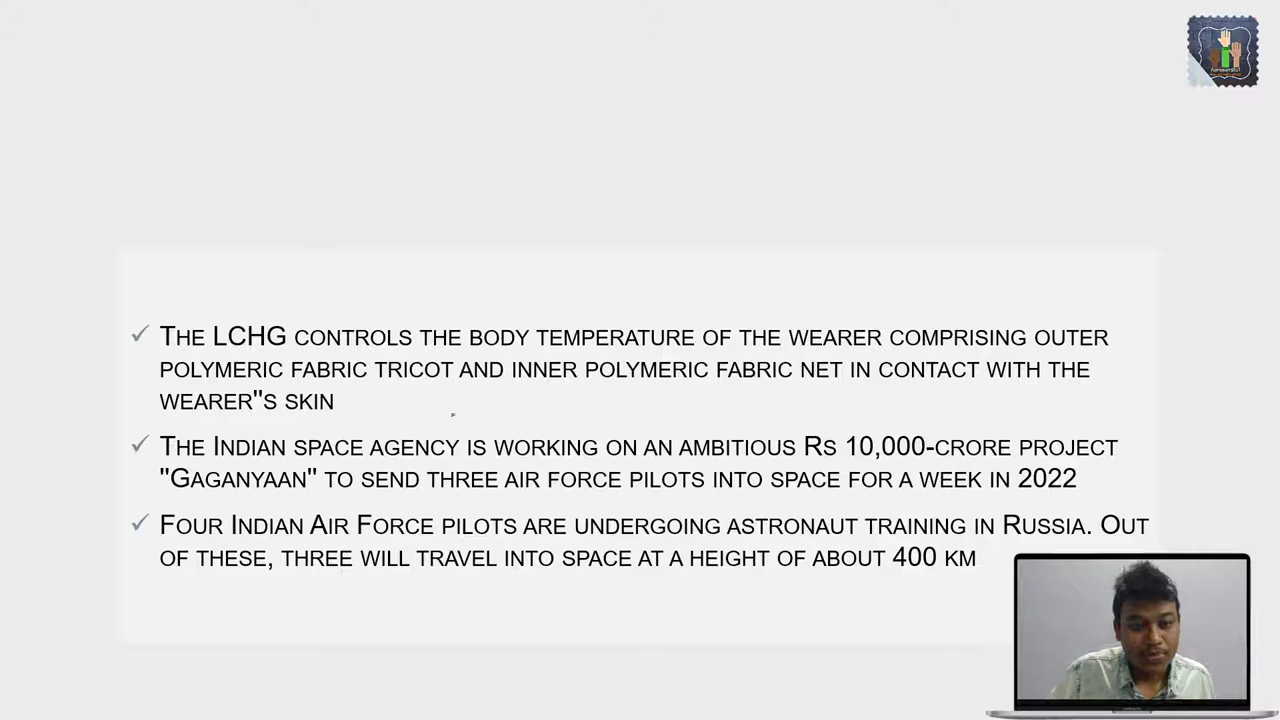 The LCHG controls the body temperature of the wearer comprising outer
polymeric fabric tricot and inner polymeric fabric net in contact with the
wearer"s skin
The Indian space agency is working on an ambitious Rs 10,000-crore project
"Gaganyaan" to send three air force pilots into space for a week in 2022
Four Indian Air Force pilots are undergoing astronaut training in Russia. Out
of these, three will travel into space at a height of about 400 km